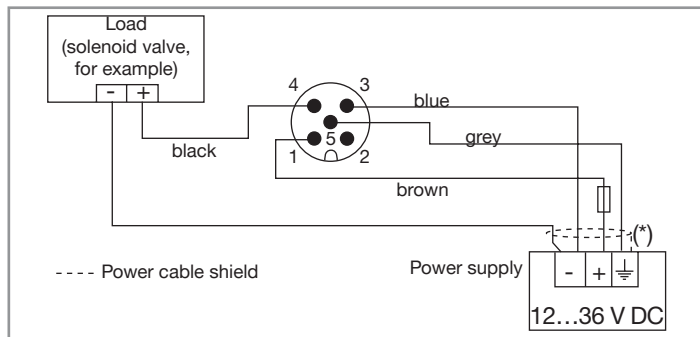 Load
(solenoid valve,
for example)
- +
4 3
blue
5
grey
black
1 2
brown
(*)
---- Power cable shield
Power supply
- +
12...36 V DC